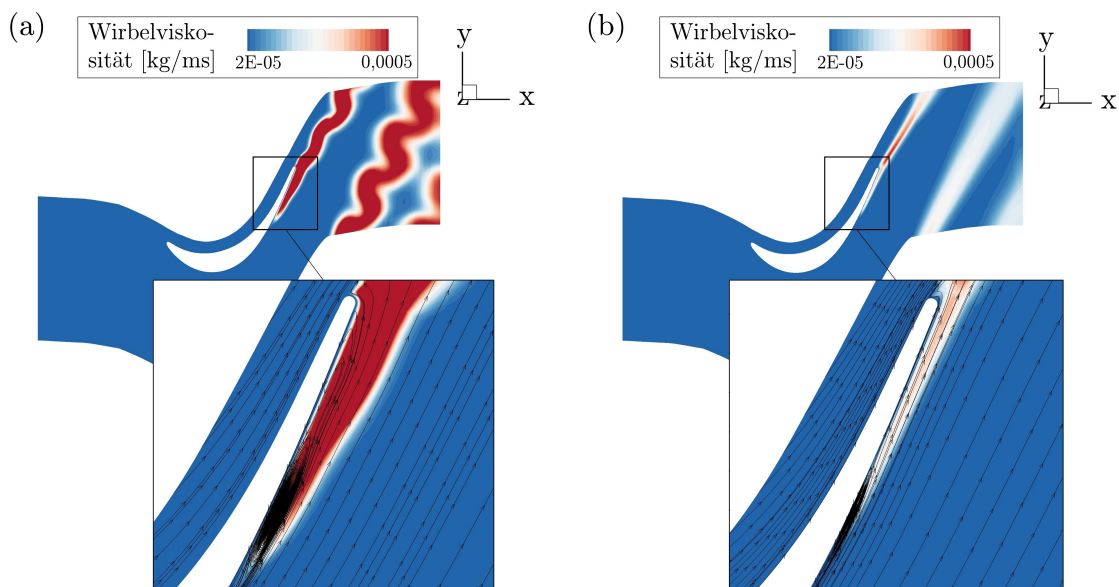 (a)
Wirbelvisko-
sität [kg/ms]
2E-05
0,0005
y
z
x
(b)
Wirbelvisko-
sität [kg/ms]
2E-05
0,0005
y
z
x